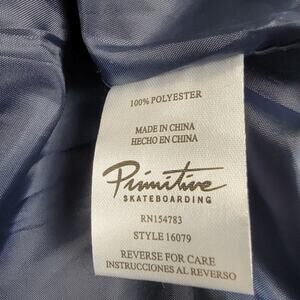 100% POLYESTER
MADE IN CHINA
HECHO EN CHINA
Primitive
SKATEBOARDING
RN154783
STYLE 16079
REVERSE FOR CARE
INSTRUCCIONES AL REVERSO